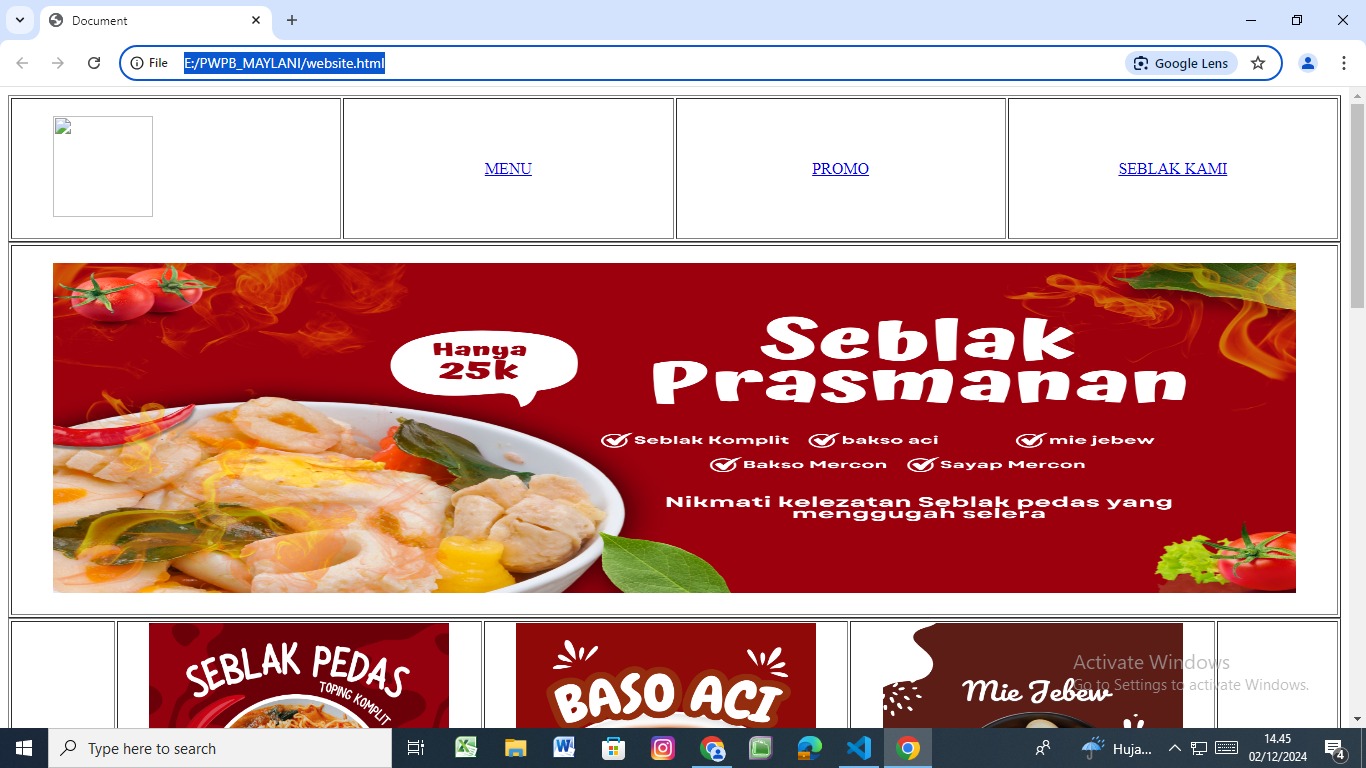 Document
File
E:/PWPB_MAYLANI/website.html
Google Lens
MENU
PROMO
SEBLAK KAMI
Hanya
25k
Seblak
Prasmanan
Seblak Komplit
bakso aci
mie jebew
Bakso Mercon
Sayap Mercon
Nikmati kelezatan Seblak pedas yang
menggugah selera
SEBLAK PEDAS
TOPING KOMPLIT
BASO ACI
Mie Jebew
Activate Windows
Go to Settings to activate Windows.
Type here to search
Huja...
14.45
02/12/2024
4